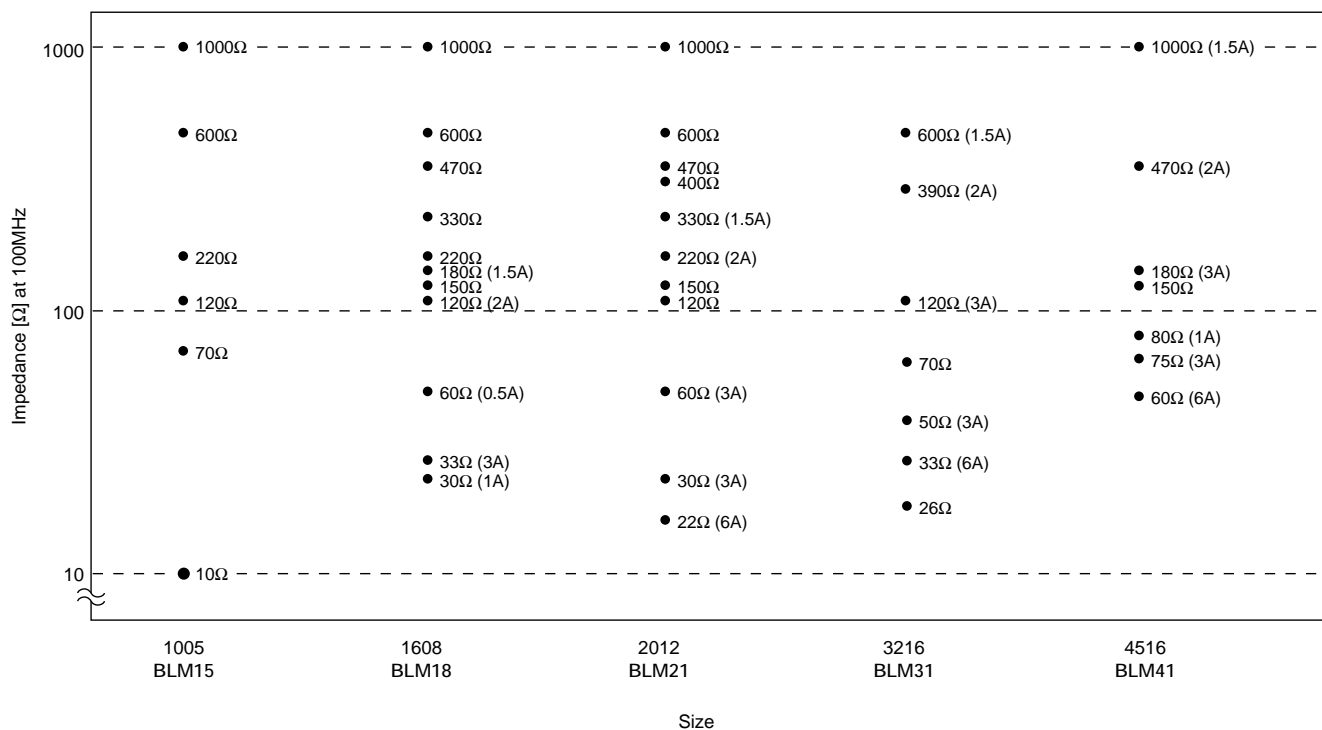 1000
1000Ω
1000Ω
1000Ω
1000Ω (1.5A)
600Ω
600Ω
600Ω
600Ω (1.5A)
470Ω
470Ω
470Ω (2A)
400Ω
390Ω (2A)
330Ω
330Ω (1.5A)
220Ω
220Ω
220Ω (2A)
180Ω (1.5A)
180Ω (3A)
150Ω
150Ω
150Ω
120Ω
120Ω (2A)
120Ω
120Ω (3A)
100
80Ω (1A)
70Ω
70Ω
75Ω (3A)
60Ω (0.5A)
60Ω (3A)
60Ω (6A)
50Ω (3A)
33Ω (3A)
33Ω (6A)
30Ω (1A)
30Ω (3A)
26Ω
22Ω (6A)
10
10Ω
Impedance [Ω] at 100MHz
1005
BLM15
1608
BLM18
2012
BLM21
3216
BLM31
4516
BLM41
Size